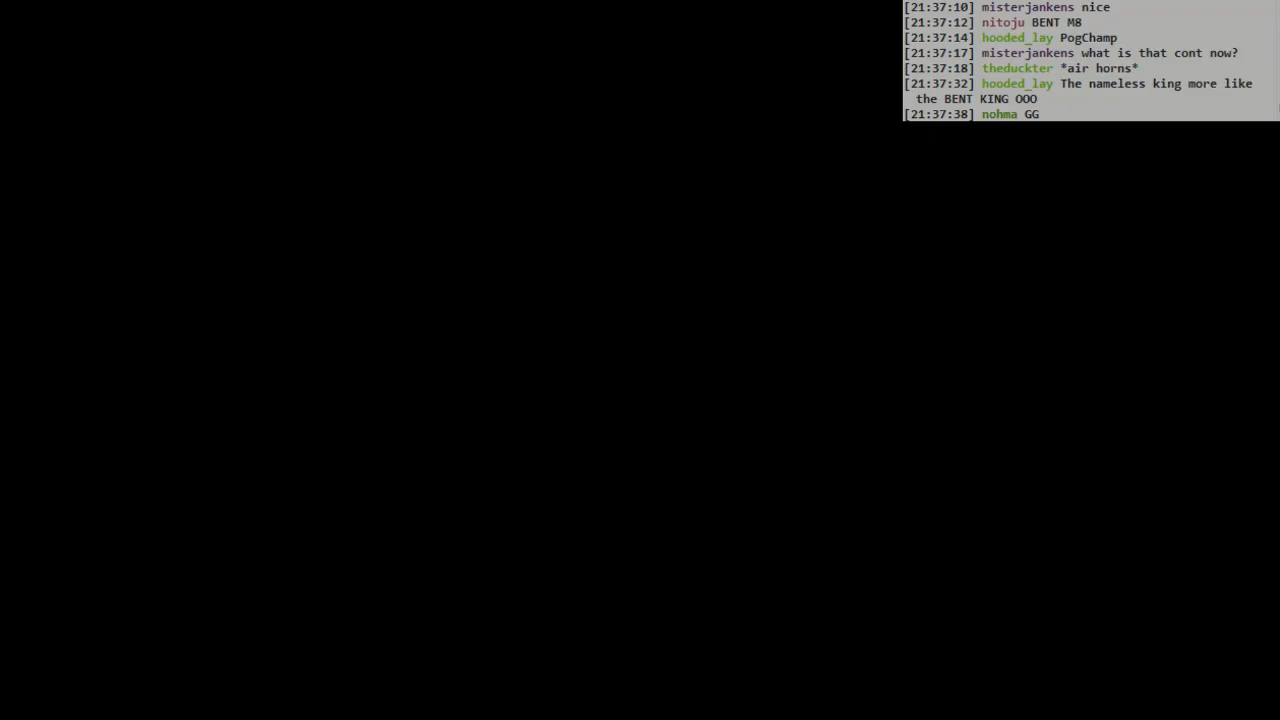 [21:37:10] misterjankens nice
[21:37:12] nitoju BENT M8
[21:37:14] hooded_lay PogChamp
[21:37:17] misterjankens what is that cont now?
[21:37:18] theduckter *air horns*
[21:37:32] hooded_lay The nameless king more like
the BENT KING OOO
[21:37:38] nohma GG